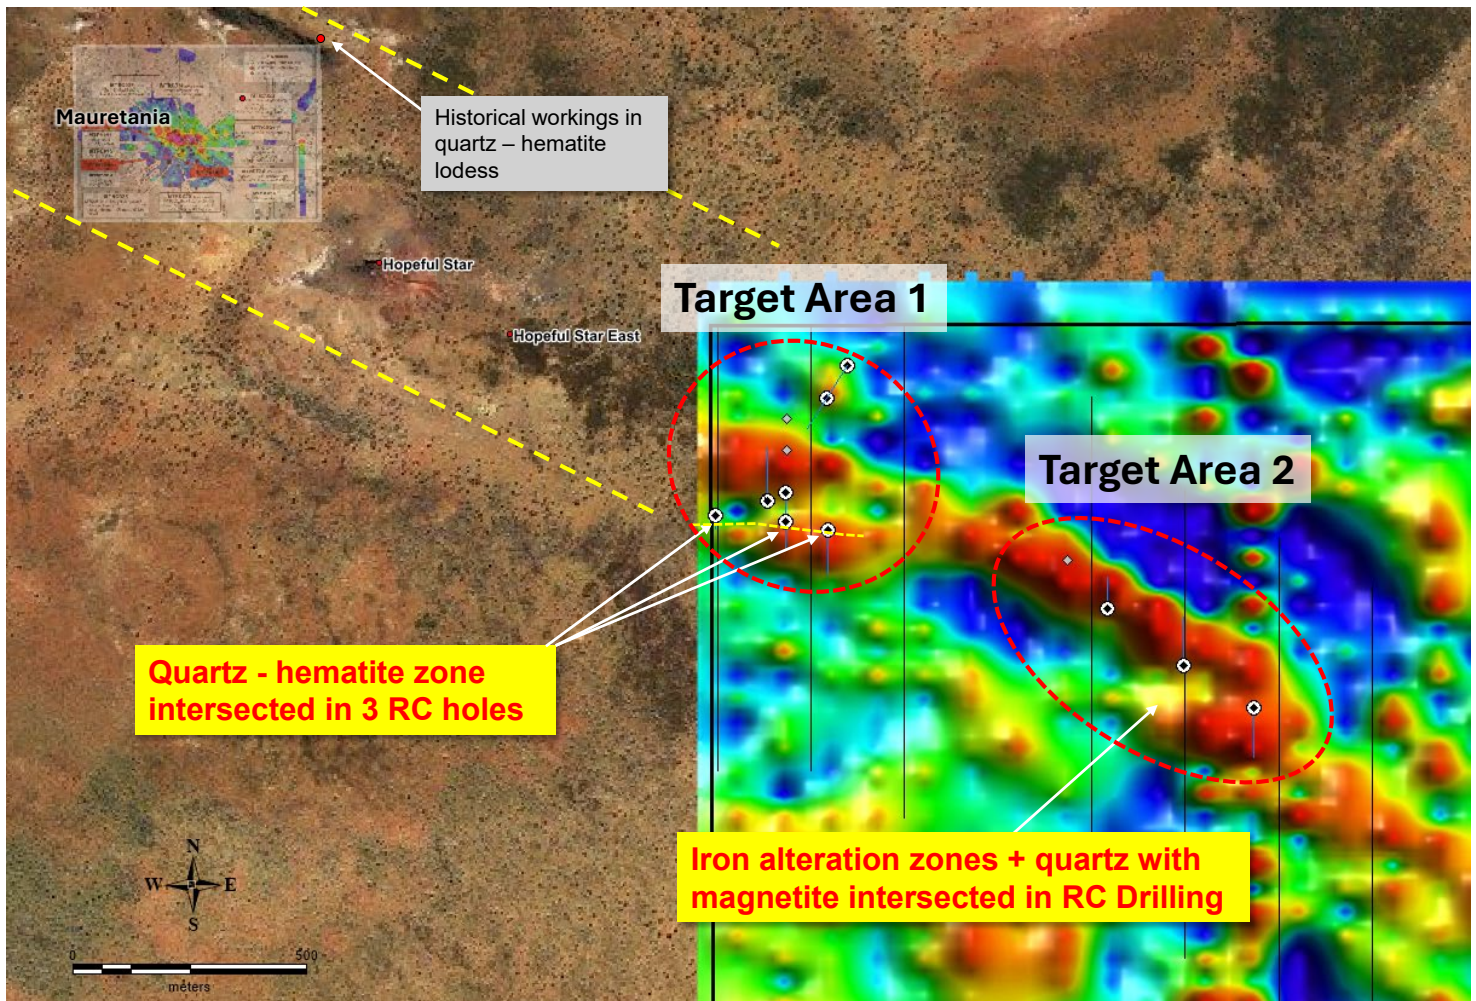 Mauretania
Historical workings in
quartz – hematite
lodess
Hopeful Star
Hopeful Star East
Target Area 1
Target Area 2
Quartz - hematite zone
intersected in 3 RC holes
Iron alteration zones + quartz with
magnetite intersected in RC Drilling
N
W E
S
0 500
meters